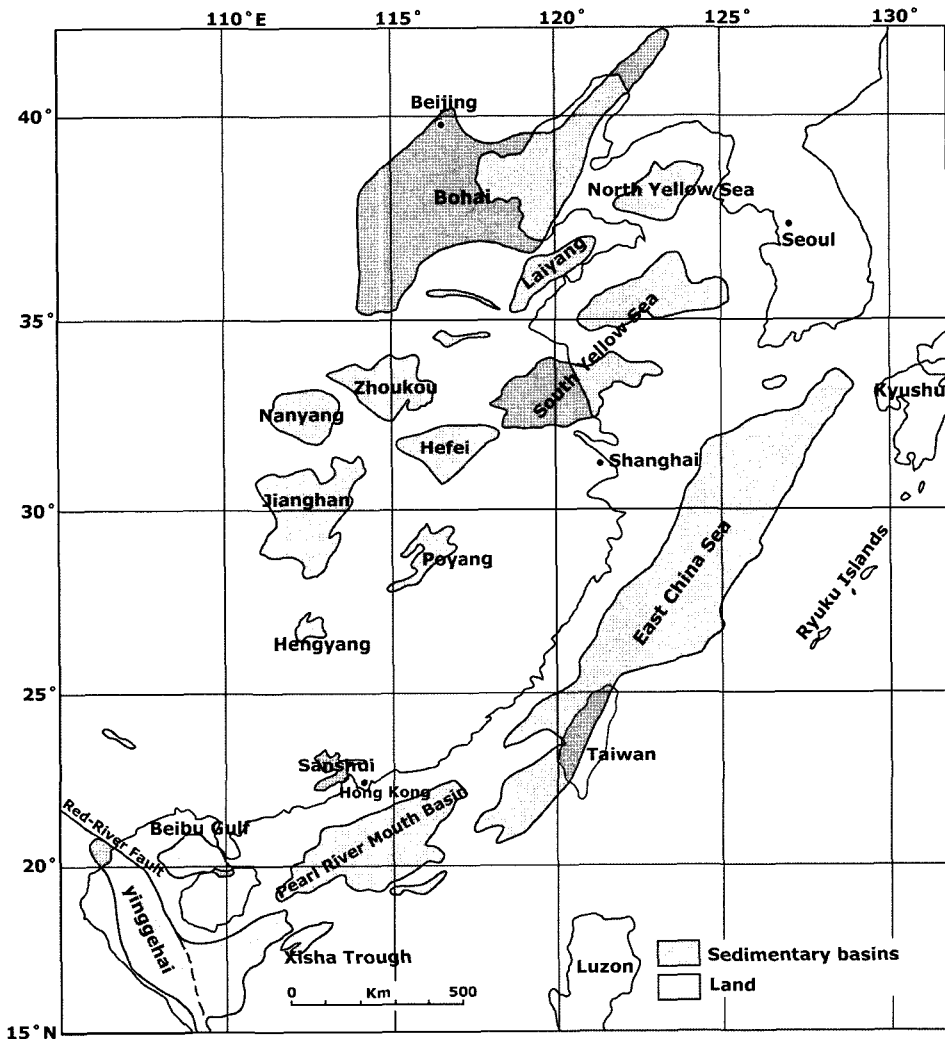 110°E 115° 120° 125° 130°
40°
Beijing
North Yellow Sea
Bohai
Seoul
Laiyang
35°
South Yellow Sea
Zhoukou
Kyushu
Nanyang
Hefei
Shanghai
Jianghan
30°
Poyang
East China Sea
Ryuku Islands
Hengyang
25°
Taiwan
Sanshui
Hong Kong
Red-River Fault
Beibu Gulf
Pearl River Mouth Basin
20°
yinggehai
Xisha Trough
Luzon
Sedimentary basins
Land
0 Km 500
15°N